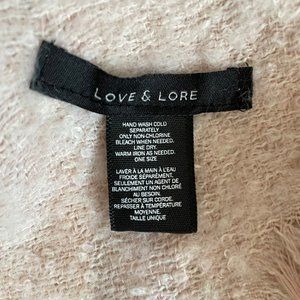 LOVE & LORE
HAND WASH COLD
SEPARATELY
ONLY NON-CHLORINE
BLEACH WHEN NEEDED.
LINE DRY
WARM IRON AS NEEDED.
ONE SIZE
LAVER À LA MAIN À L'EAU
FROIDE SÉPARÉMENT.
SEULEMENT UN AGENT DE
BLANCHIMENT NON CHLORÉ
AU BESOIN.
SÉCHER SUR CORDE.
REPASSER À TEMPÉRATURE
MOYENNE.
TAILLE UNIQUE